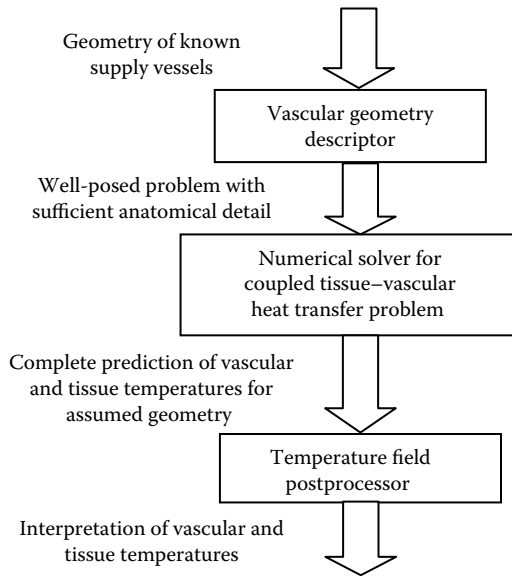 Geometry of known
supply vessels
Vascular geometry
descriptor
Well-posed problem with
sufficient anatomical detail
Numerical solver for
coupled tissue–vascular
heat transfer problem
Complete prediction of vascular
and tissue temperatures for
assumed geometry
Temperature field
postprocessor
Interpretation of vascular and
tissue temperatures